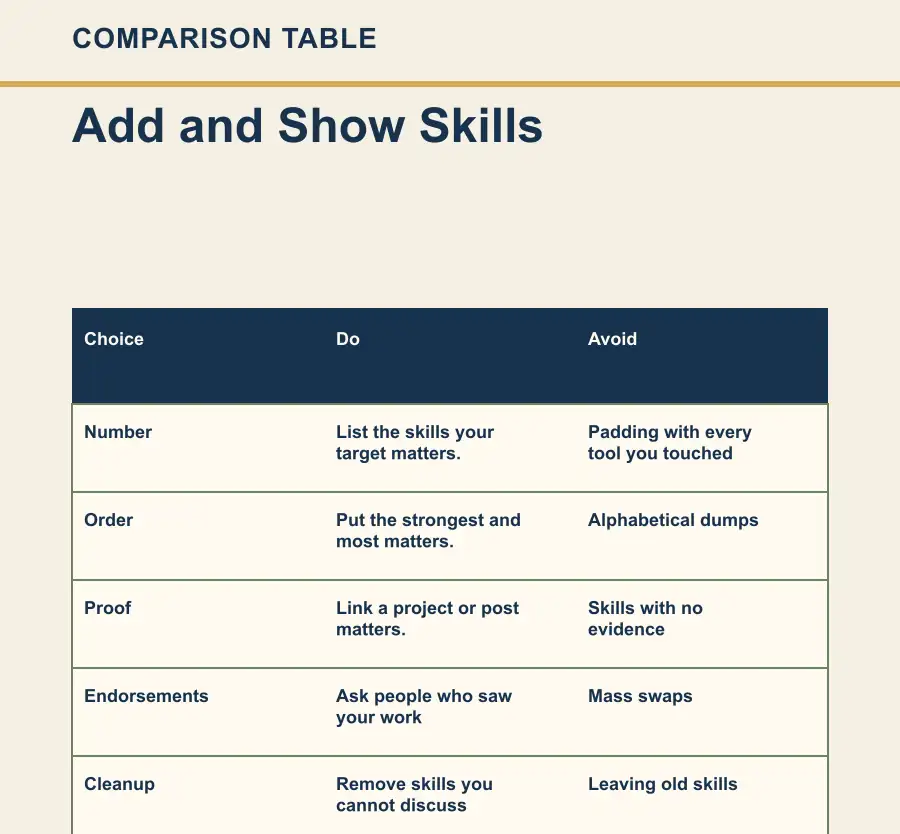 COMPARISON TABLE
Add and Show Skills
Choice
Do
Avoid
Number
List the skills your
target matters.
Padding with every
tool you touched
Order
Put the strongest and
most matters.
Alphabetical dumps
Proof
Link a project or post
matters.
Skills with no
evidence
Endorsements
Ask people who saw
your work
Mass swaps
Cleanup
Remove skills you
cannot discuss
Leaving old skills